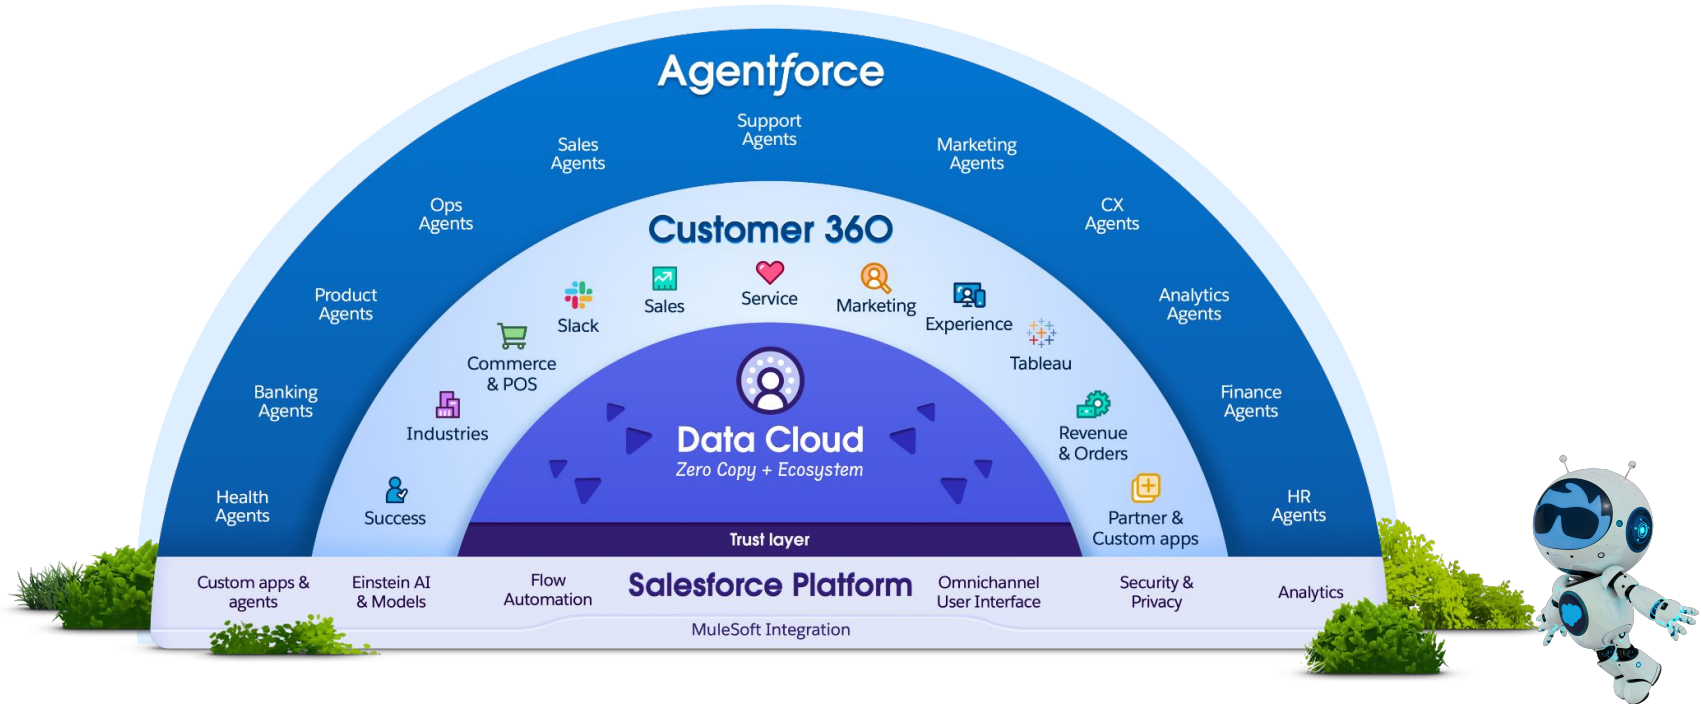 Agentforce
Support
Agents
Sales
Agents
Marketing
Agents
Ops
Agents
CX
Agents
Product
Agents
Analytics
Agents
Banking
Agents
Finance
Agents
Health
Agents
HR
Agents
Customer 360
Success
Industries
Commerce
& POS
Slack
Sales
Service
Marketing
Experience
Tableau
Revenue
& Orders
Partner &
Custom apps
Data Cloud
Zero Copy + Ecosystem
Trust layer
Custom apps &
agents
Einstein AI
& Models
Flow
Automation
Salesforce Platform
Omnichannel
User Interface
Security &
Privacy
Analytics
MuleSoft Integration